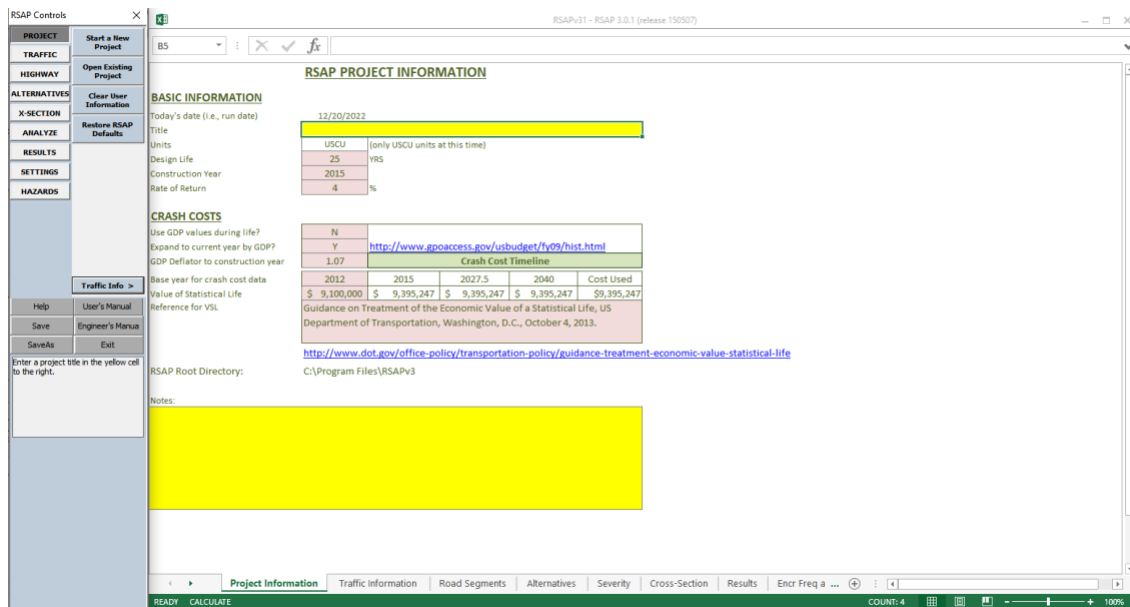 RSAP Controls
RSAPv31 - RSAP 3.0.1 (release 150507)
PROJECT
TRAFFIC
HIGHWAY
ALTERNATIVES
X-SECTION
ANALYZE
RESULTS
SETTINGS
HAZARDS
Start a New
Project
Open Existing
Project
Clear User
Information
Restore RSAP
Defaults
Traffic Info >
Help User's Manual
Save Engineer's Manua
SaveAs Exit
Enter a project title in the yellow cell
to the right.
B5 fx
RSAP PROJECT INFORMATION
BASIC INFORMATION
Today's date (i.e., run date) 12/20/2022
Title
Units USCU (only USCU units at this time)
Design Life 25 YRS
Construction Year 2015
Rate of Return 4 %
CRASH COSTS
Use GDP values during life? N
Expand to current year by GDP? Y http://www.gpoaccess.gov/usbudget/fy09/hist.html
GDP Deflator to construction year 1.07 Crash Cost Timeline
Base year for crash cost data 2012 2015 2027.5 2040 Cost Used
Value of Statistical Life $ 9,100,000 $ 9,395,247 $ 9,395,247 $ 9,395,247 $9,395,247
Reference for VSL Guidance on Treatment of the Economic Value of a Statistical Life, US
Department of Transportation, Washington, D.C., October 4, 2013.
http://www.dot.gov/office-policy/transportation-policy/guidance-treatment-economic-value-statistical-life
RSAP Root Directory: C:\Program Files\RSAPv3
Notes:
Project Information Traffic Information Road Segments Alternatives Severity Cross-Section Results Encr Freq a ...
READY CALCULATE COUNT: 4 100%